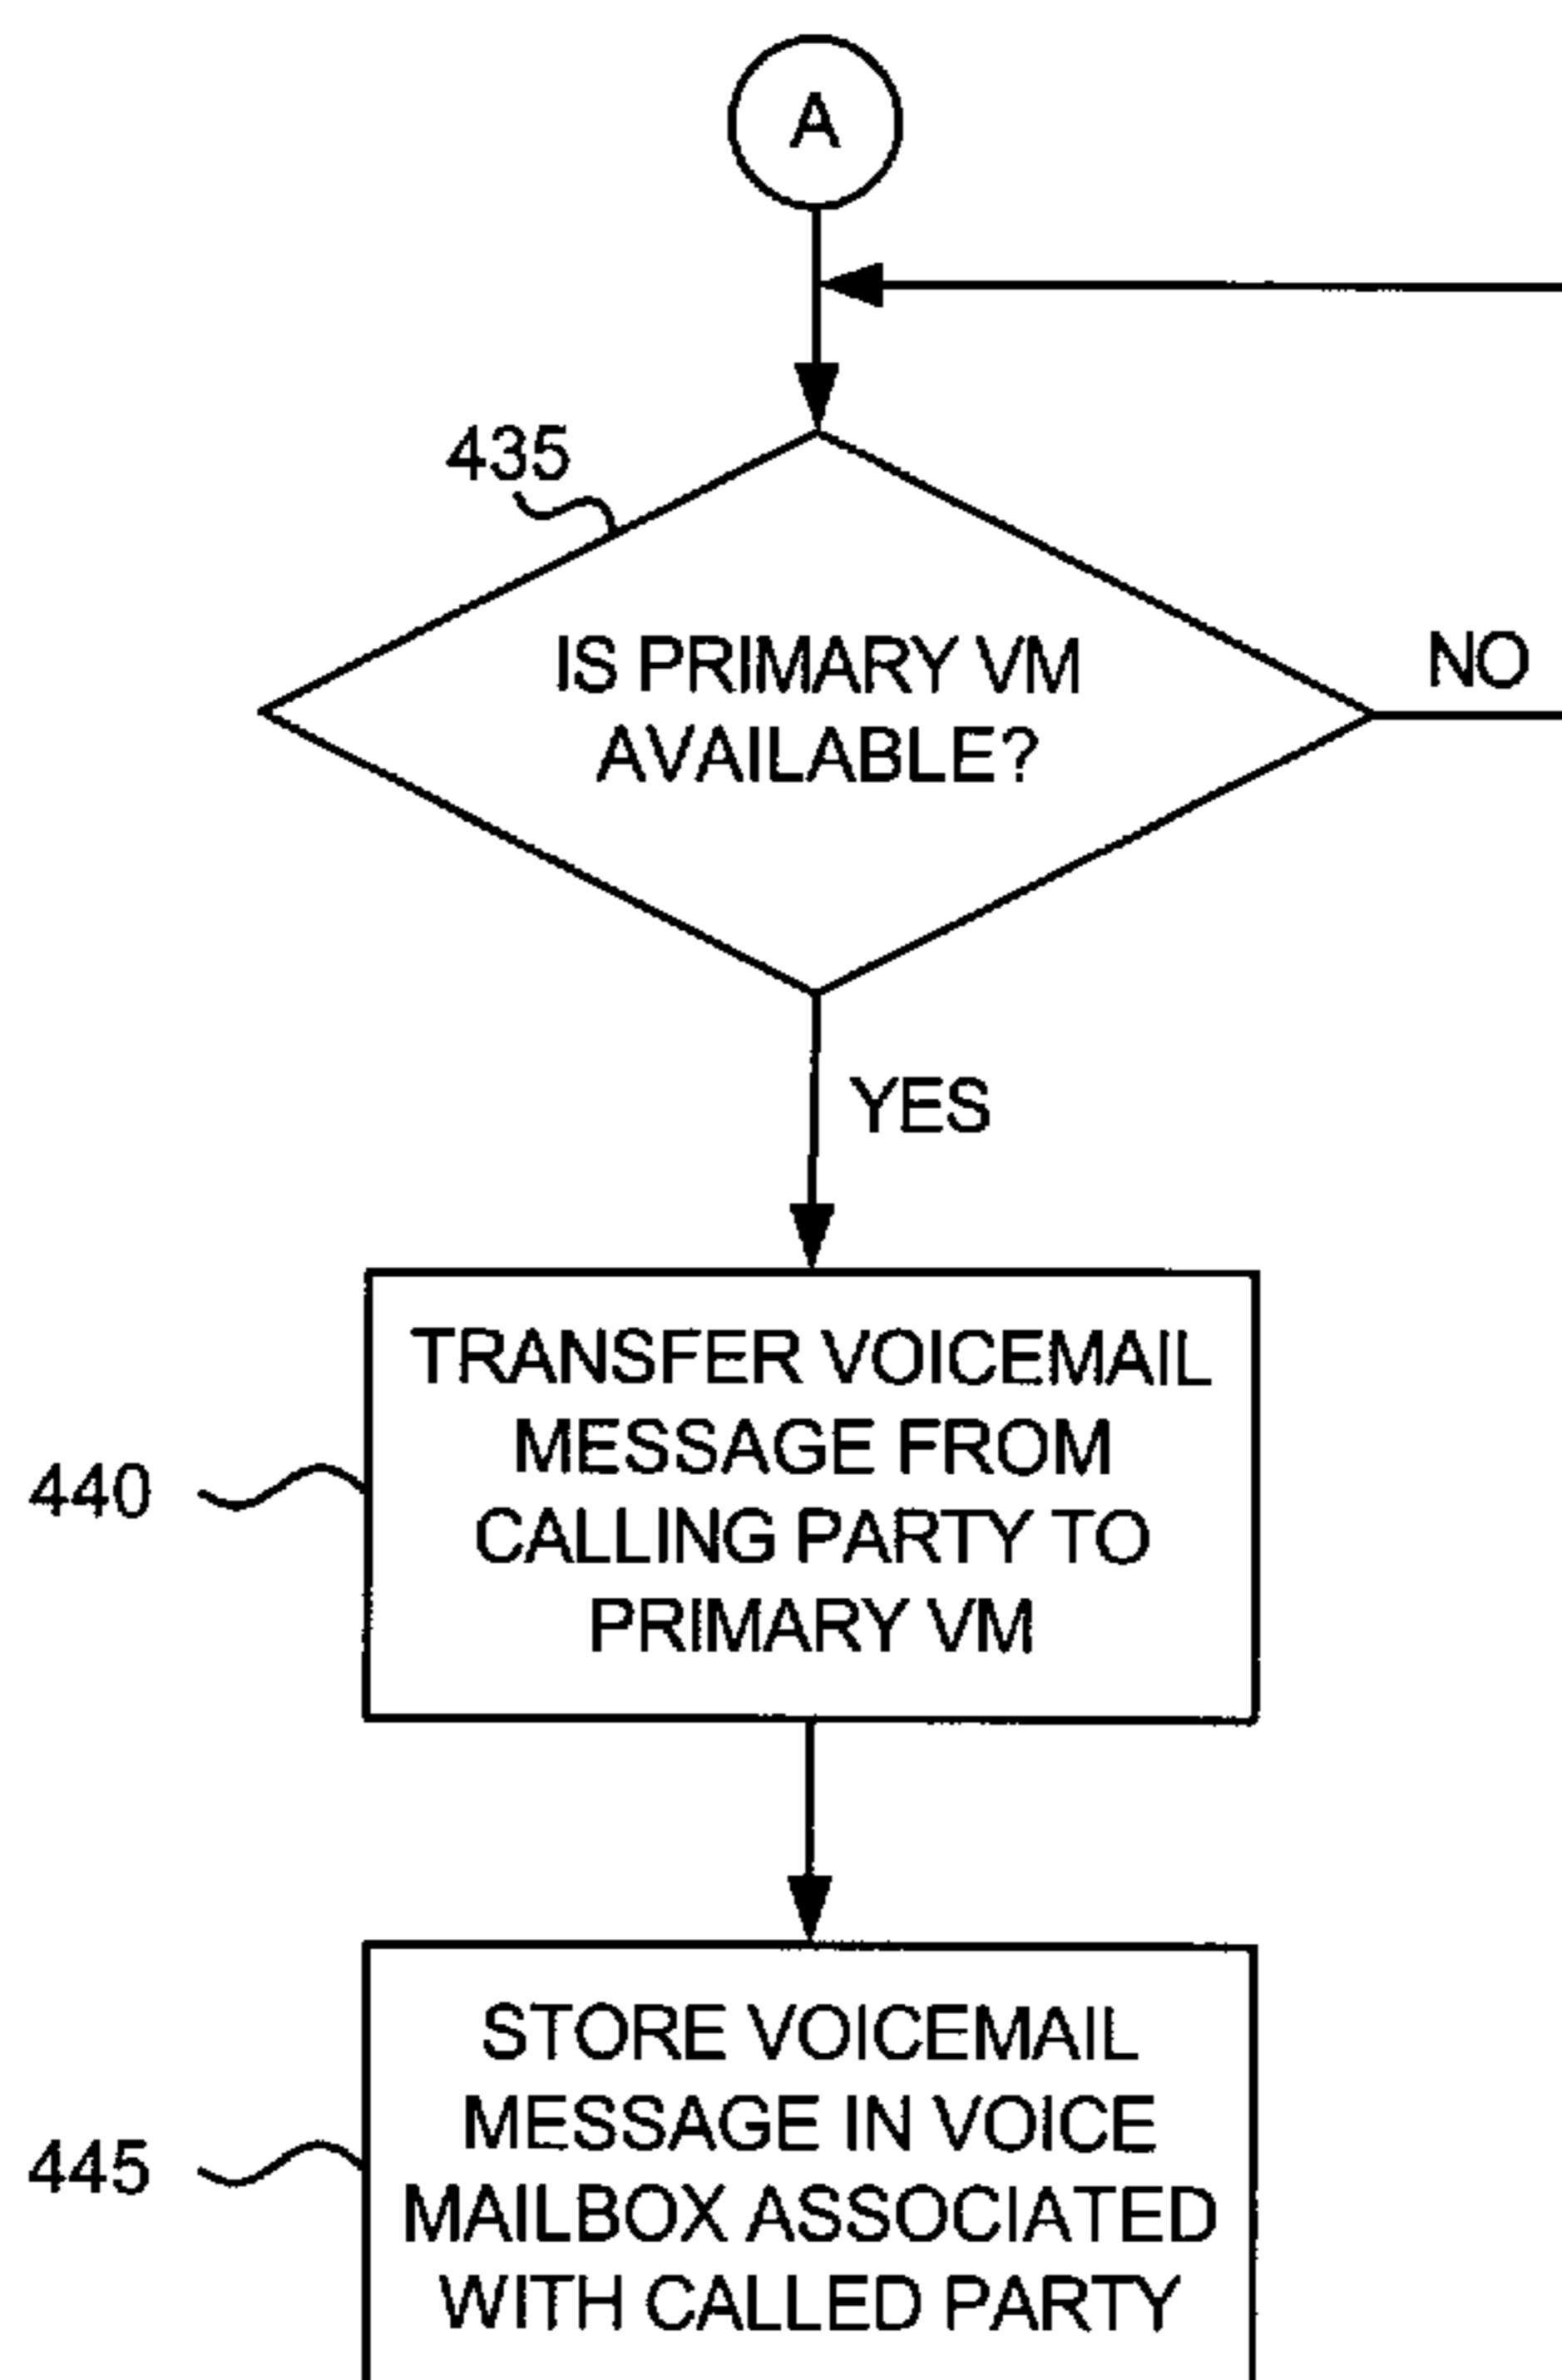 A
435
IS PRIMARY VM
AVAILABLE?
NO
YES
440
TRANSFER VOICEMAIL
MESSAGE FROM
CALLING PARTY TO
PRIMARY VM
445
STORE VOICEMAIL
MESSAGE IN VOICE
MAILBOX ASSOCIATED
WITH CALLED PARTY